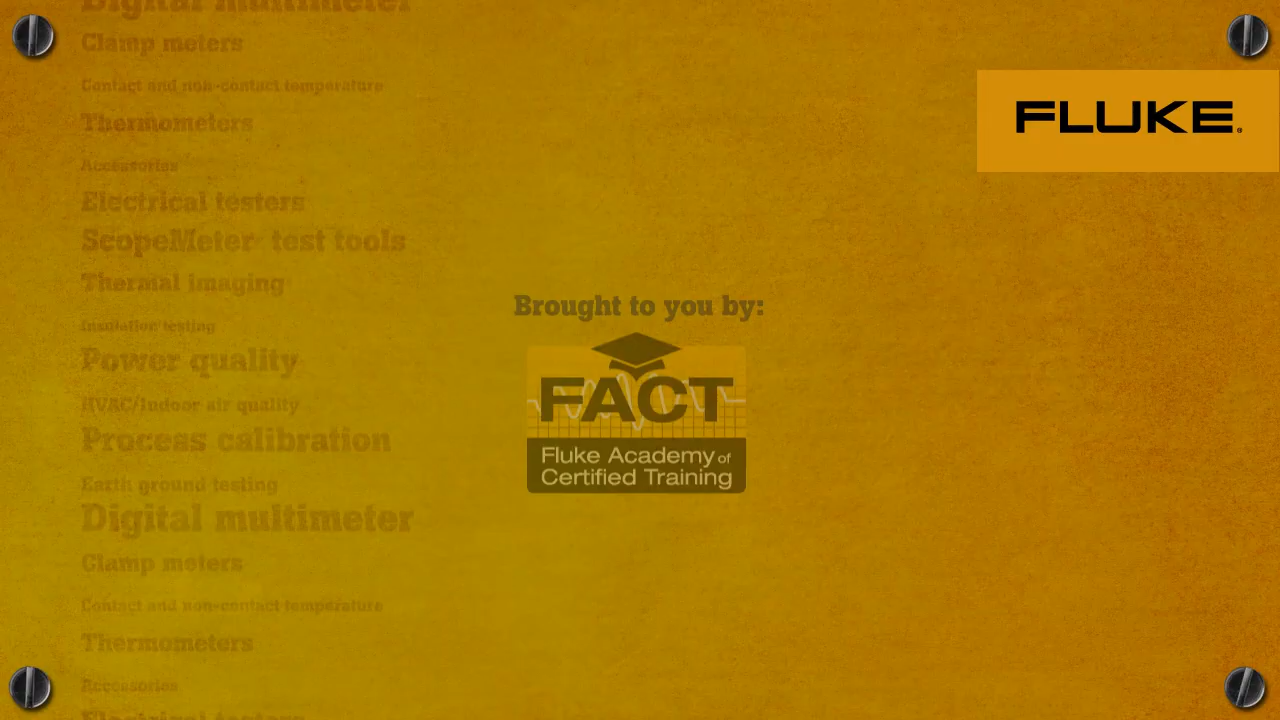 Digital multimeter
Clamp meters
Contact and non-contact temperature
Thermometers
Accessories
Electrical testers
ScopeMeter test tools
Thermal imaging
Insulation testing
Power quality
HVAC/Indoor air quality
Process calibration
Earth ground testing
Digital multimeter
Clamp meters
Contact and non-contact temperature
Thermometers
Accessories
Electrical testers
FLUKE®
Brought to you by:
FACT
Fluke Academy of
Certified Training